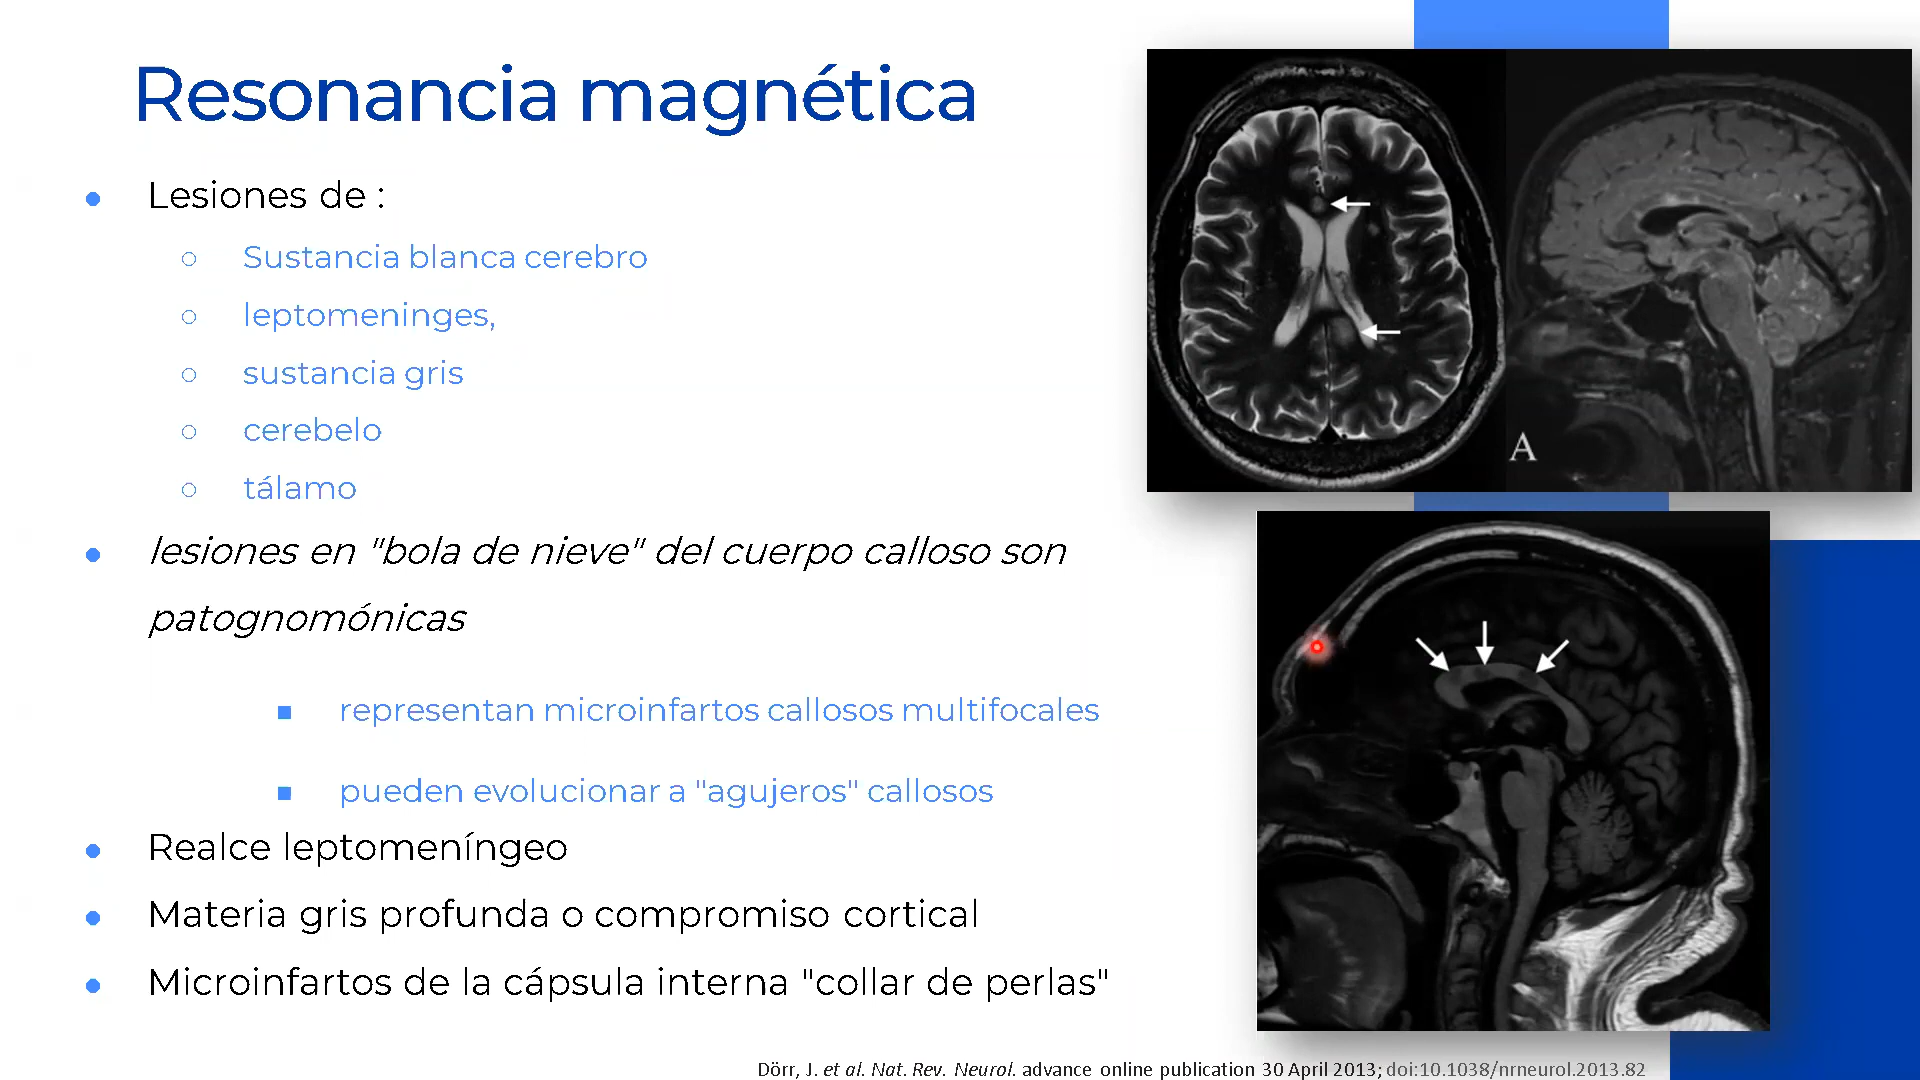 Resonancia magnética
Lesiones de :
Sustancia blanca cerebro
leptomeninges,
sustancia gris
cerebelo
tálamo
lesiones en "bola de nieve" del cuerpo calloso son
patognomónicas
representan microinfartos callosos multifocales
pueden evolucionar a "agujeros" callosos
Realce leptomeníngeo
Materia gris profunda o compromiso cortical
Microinfartos de la cápsula interna "collar de perlas"
A
Dörr, J. et al. Nat. Rev. Neurol. advance online publication 30 April 2013; doi:10.1038/nrneurol.2013.82